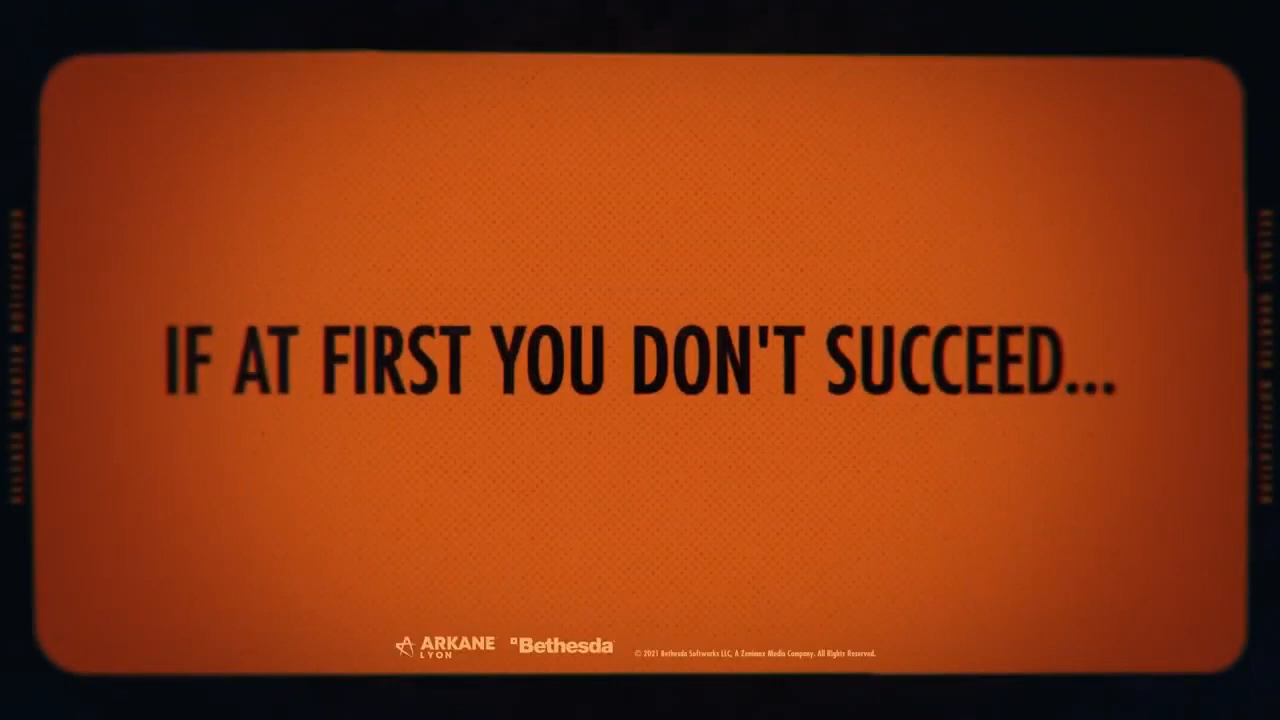 IF AT FIRST YOU DON'T SUCCEED...
ARKANE
LYON
Bethesda
© 2021 Bethesda Softworks LLC, A Zenimax Media Company. All Rights Reserved.